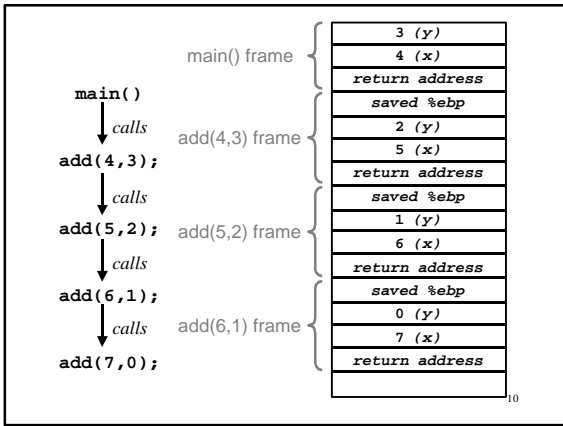 main()
calls
add(4,3);
calls
add(5,2);
calls
add(6,1);
calls
add(7,0);
main() frame
add(4,3) frame
add(5,2) frame
add(6,1) frame
3 (y)
4 (x)
return address
saved %ebp
2 (y)
5 (x)
return address
saved %ebp
1 (y)
6 (x)
return address
saved %ebp
0 (y)
7 (x)
return address
10